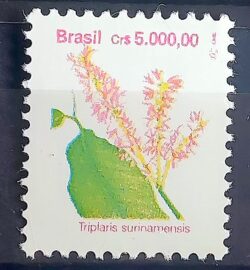 Brasil Cr$ 5.000,00
Triplaris surinamensis